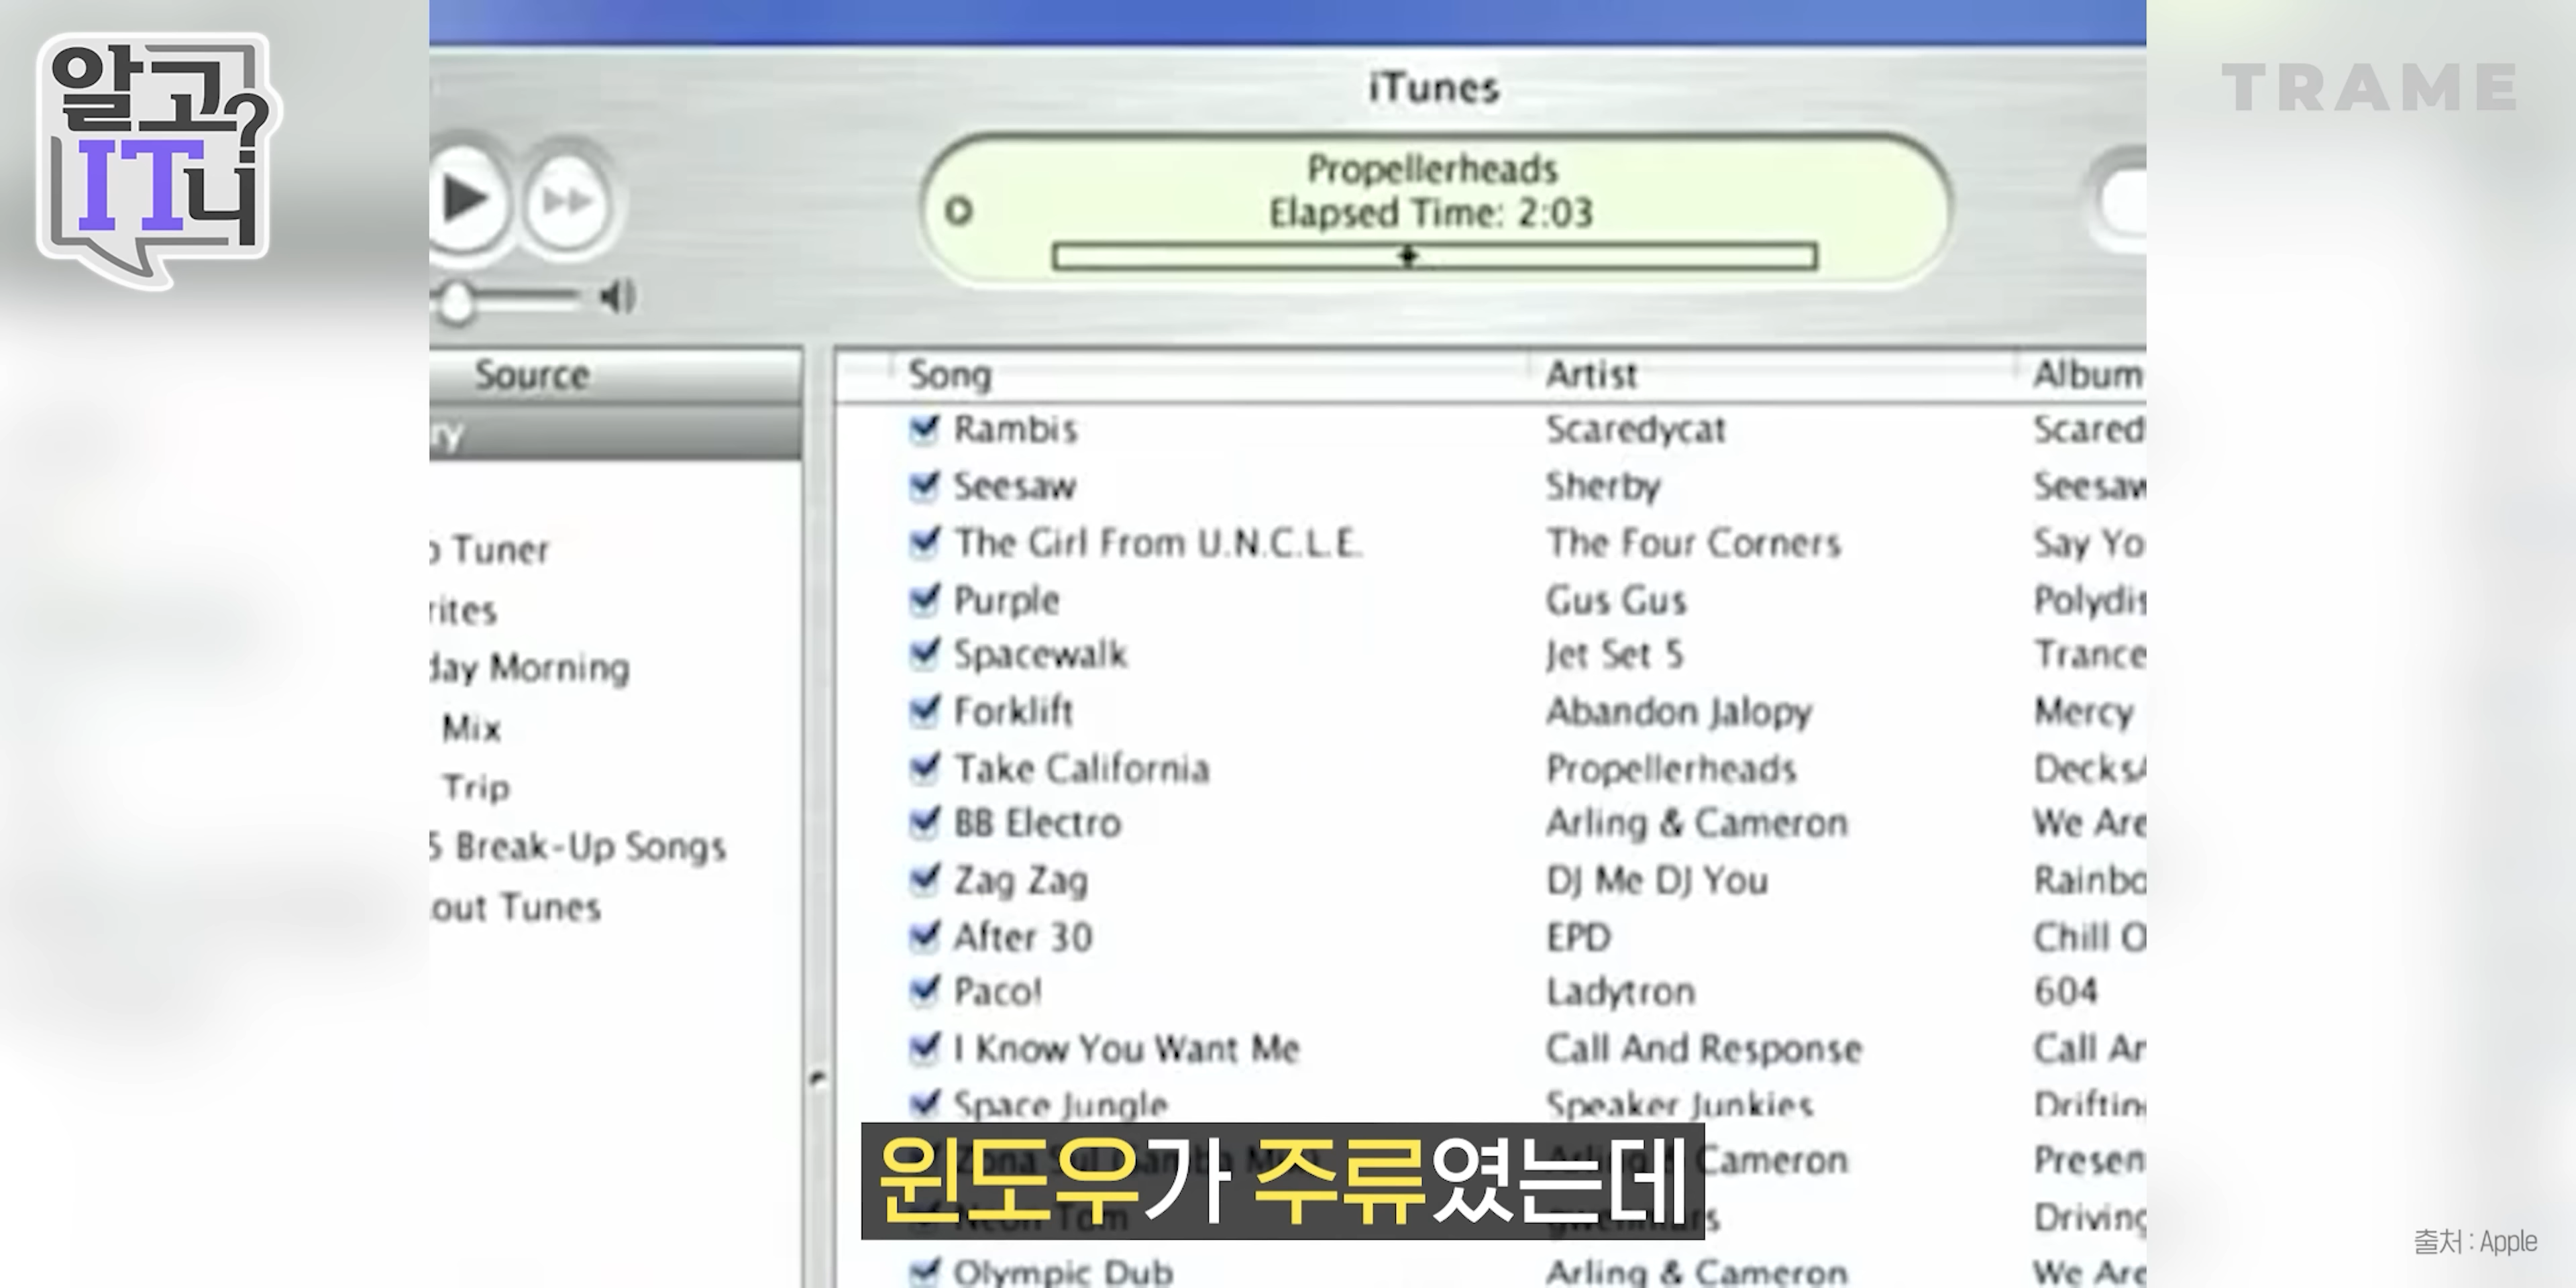 알고?
IT니
TRAME
iTunes
Propellerheads
Elapsed Time: 2:03
Source
ry
Tuner
rites
day Morning
Mix
Trip
5 Break-Up Songs
out Tunes
Song Artist Album
Rambis Scaredycat Scared
Seesaw Sherby Seesaw
The Girl From U.N.C.L.E. The Four Corners Say Yo
Purple Gus Gus Polydis
Spacewalk Jet Set 5 Trance
Forklift Abandon Jalopy Mercy
Take California Propellerheads Decks
BB Electro Arling & Cameron We Are
Zag Zag DJ Me DJ You Rainbo
After 30 EPD Chill O
Paco! Ladytron 604
I Know You Want Me Call And Response Call Ar
Space Jungle Speaker Junkies Driftin
Cameron Presen
Neon Tom Driving
Olympic Dub Arling & Cameron We Are
윈도우가 주류였는데
출처 : Apple